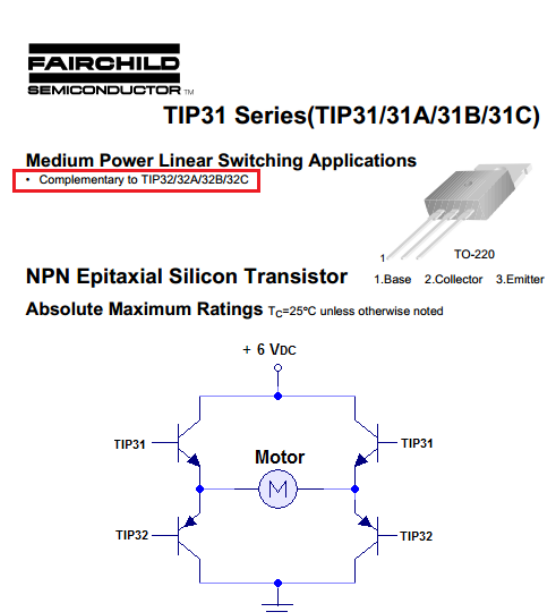 FAIRCHILD
SEMICONDUCTOR TM
TIP31 Series(TIP31/31A/31B/31C)
Medium Power Linear Switching Applications
• Complementary to TIP32/32A/32B/32C
1 TO-220
NPN Epitaxial Silicon Transistor 1.Base 2.Collector 3.Emitter
Absolute Maximum Ratings TC=25°C unless otherwise noted
+ 6 VDC
TIP31 TIP31
Motor
M
TIP32 TIP32